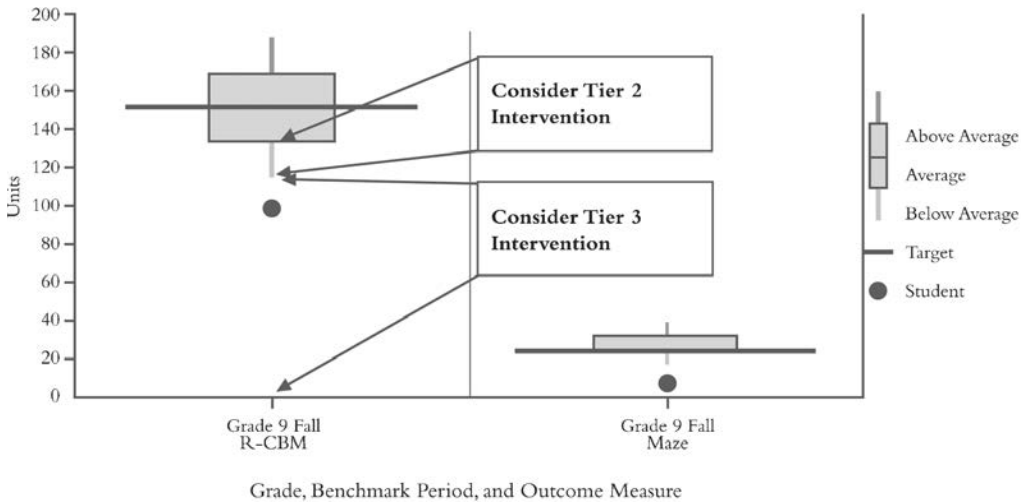 200
180
160
140
120
100
80
60
40
20
0
Units
Consider Tier 2
Intervention
Consider Tier 3
Intervention
Above Average
Average
Below Average
Target
Student
Grade 9 Fall
R-CBM
Grade 9 Fall
Maze
Grade, Benchmark Period, and Outcome Measure